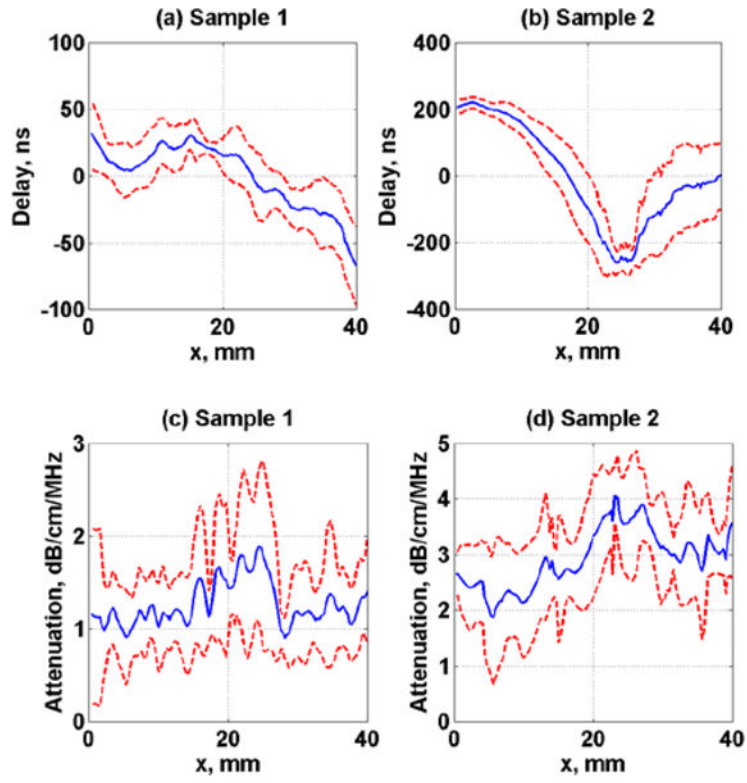 (a) Sample 1
(b) Sample 2
100
50
0
-50
-100
Delay, ns
0
20
40
x, mm
400
200
0
-200
-400
Delay, ns
0
20
40
x, mm
(c) Sample 1
(d) Sample 2
3
2
1
0
Attenuation, dB/cm/MHz
0
20
40
x, mm
5
4
3
2
1
0
Attenuation, dB/cm/MHz
0
20
40
x, mm